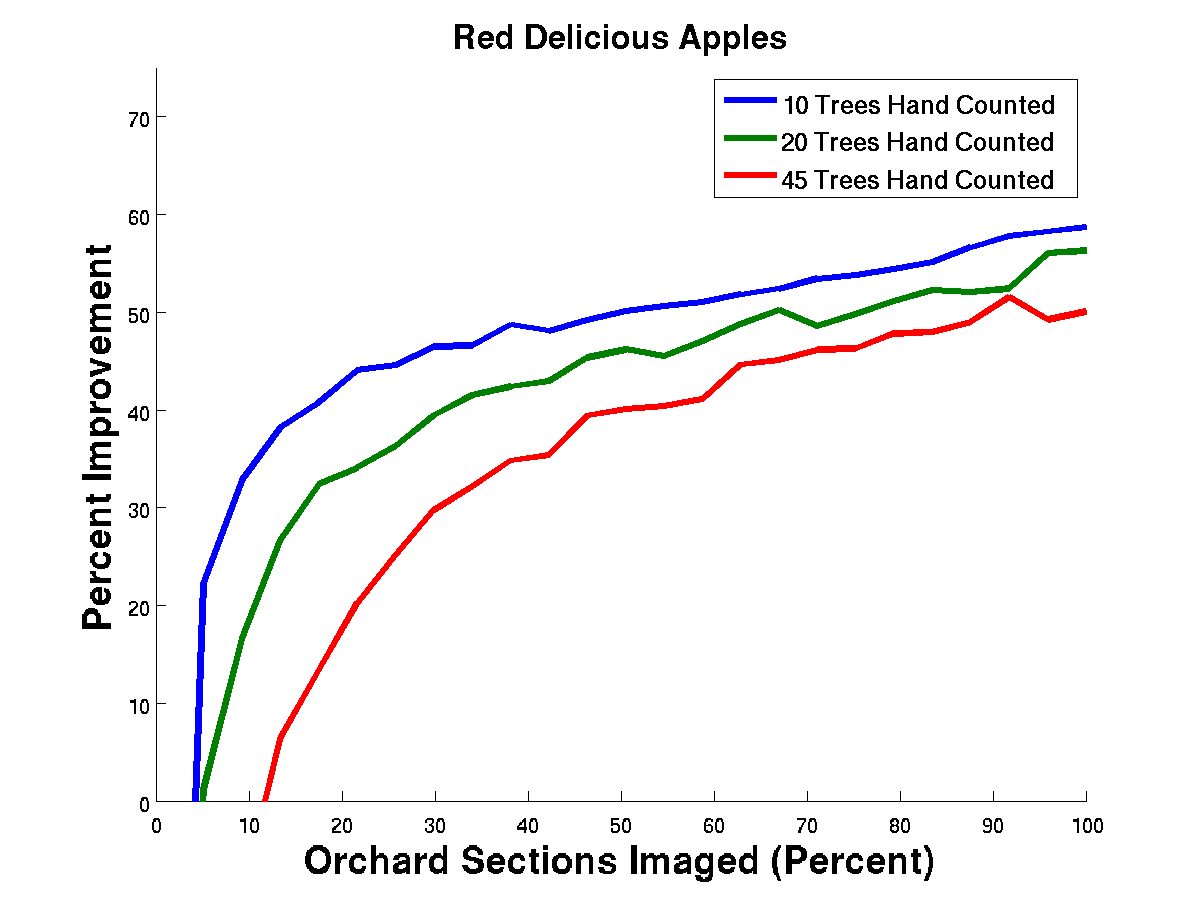 Red Delicious Apples
10 Trees Hand Counted
20 Trees Hand Counted
45 Trees Hand Counted
Percent Improvement
70
60
50
40
30
20
10
0
0 10 20 30 40 50 60 70 80 90 100
Orchard Sections Imaged (Percent)